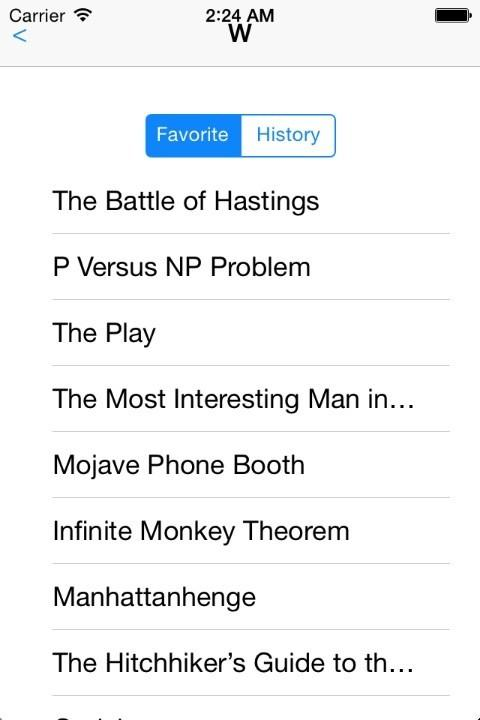 Carrier 2:24 AM
<
W
Favorite History
The Battle of Hastings
P Versus NP Problem
The Play
The Most Interesting Man in…
Mojave Phone Booth
Infinite Monkey Theorem
Manhattanhenge
The Hitchhiker’s Guide to th…